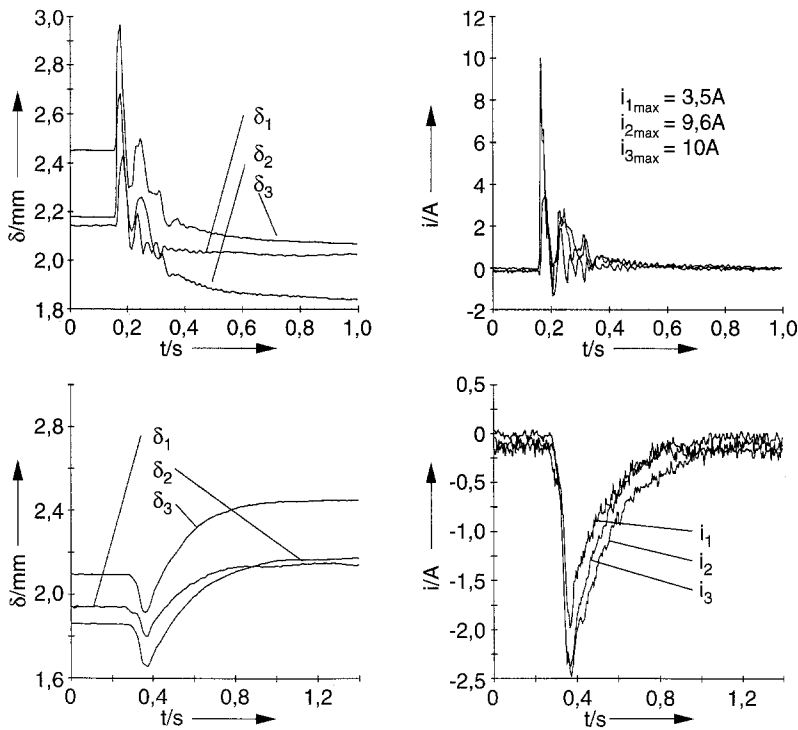 3,0
2,8
2,6
2,4
2,2
2,0
1,8
δ/mm
δ1
δ2
δ3
0
0,2
0,4
0,6
0,8
1,0
t/s
12
10
8
6
4
2
0
-2
i/A
i1max = 3,5A
i2max = 9,6A
i3max = 10A
0
0,2
0,4
0,6
0,8
1,0
t/s
2,8
2,4
2,0
1,6
δ/mm
δ1
δ2
δ3
0
0,4
0,8
1,2
t/s
0,5
0
-0,5
-1,0
-1,5
-2,0
-2,5
i/A
i1
i2
i3
0
0,4
0,8
1,2
t/s